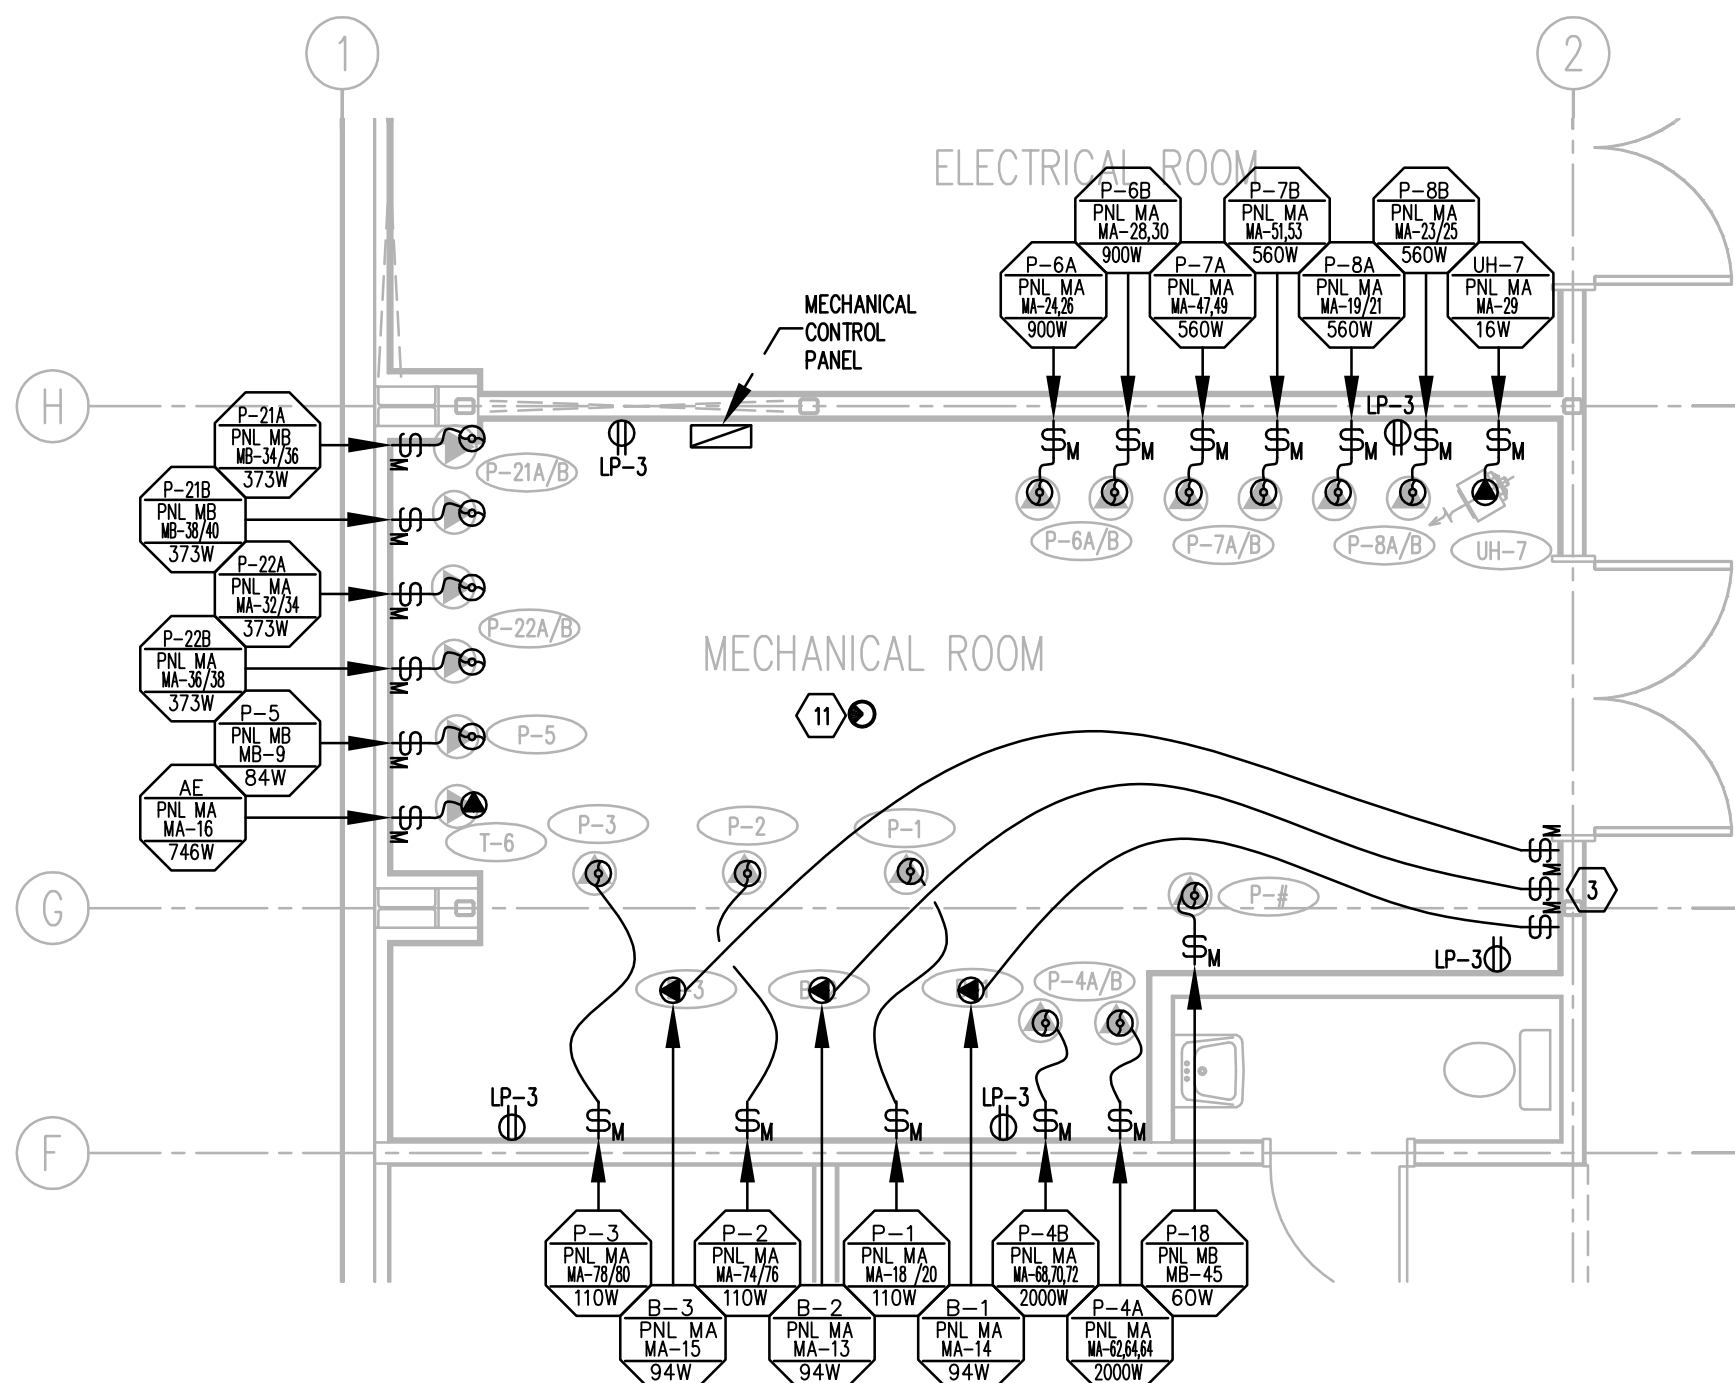 1
2
ELECTRICAL ROOM
P-6B
PNL MA
MA-28,30
900W
P-7B
PNL MA
MA-51,53
560W
P-8B
PNL MA
MA-23/25
560W
P-6A
PNL MA
MA-24,26
900W
P-7A
PNL MA
MA-47,49
560W
P-8A
PNL MA
MA-19/21
560W
UH-7
PNL MA
MA-29
16W
MECHANICAL
CONTROL
PANEL
H
LP-3
LP-3
M
M
M
M
M
M
M
P-6A/B
P-7A/B
P-8A/B
UH-7
P-21A
PNL MB
MB-34/36
373W
M
P-21A/B
P-21B
PNL MB
MB-38/40
373W
M
P-22A
PNL MA
MA-32/34
373W
M
P-22A/B
P-22B
PNL MA
MA-36/38
373W
M
P-5
PNL MB
MB-9
84W
M
P-5
AE
PNL MA
MA-16
746W
M
T-6
MECHANICAL ROOM
11
P-3
P-2
P-1
P-#
M
M
M
3
G
M
LP-3
P-4A/B
LP-3
LP-3
M
M
M
M
M
F
P-3
PNL MA
MA-78/80
110W
P-2
PNL MA
MA-74/76
110W
P-1
PNL MA
MA-18 /20
110W
P-4B
PNL MA
MA-68,70,72
2000W
P-18
PNL MB
MB-45
60W
B-3
PNL MA
MA-15
94W
B-2
PNL MA
MA-13
94W
B-1
PNL MA
MA-14
94W
P-4A
PNL MA
MA-62,64,64
2000W